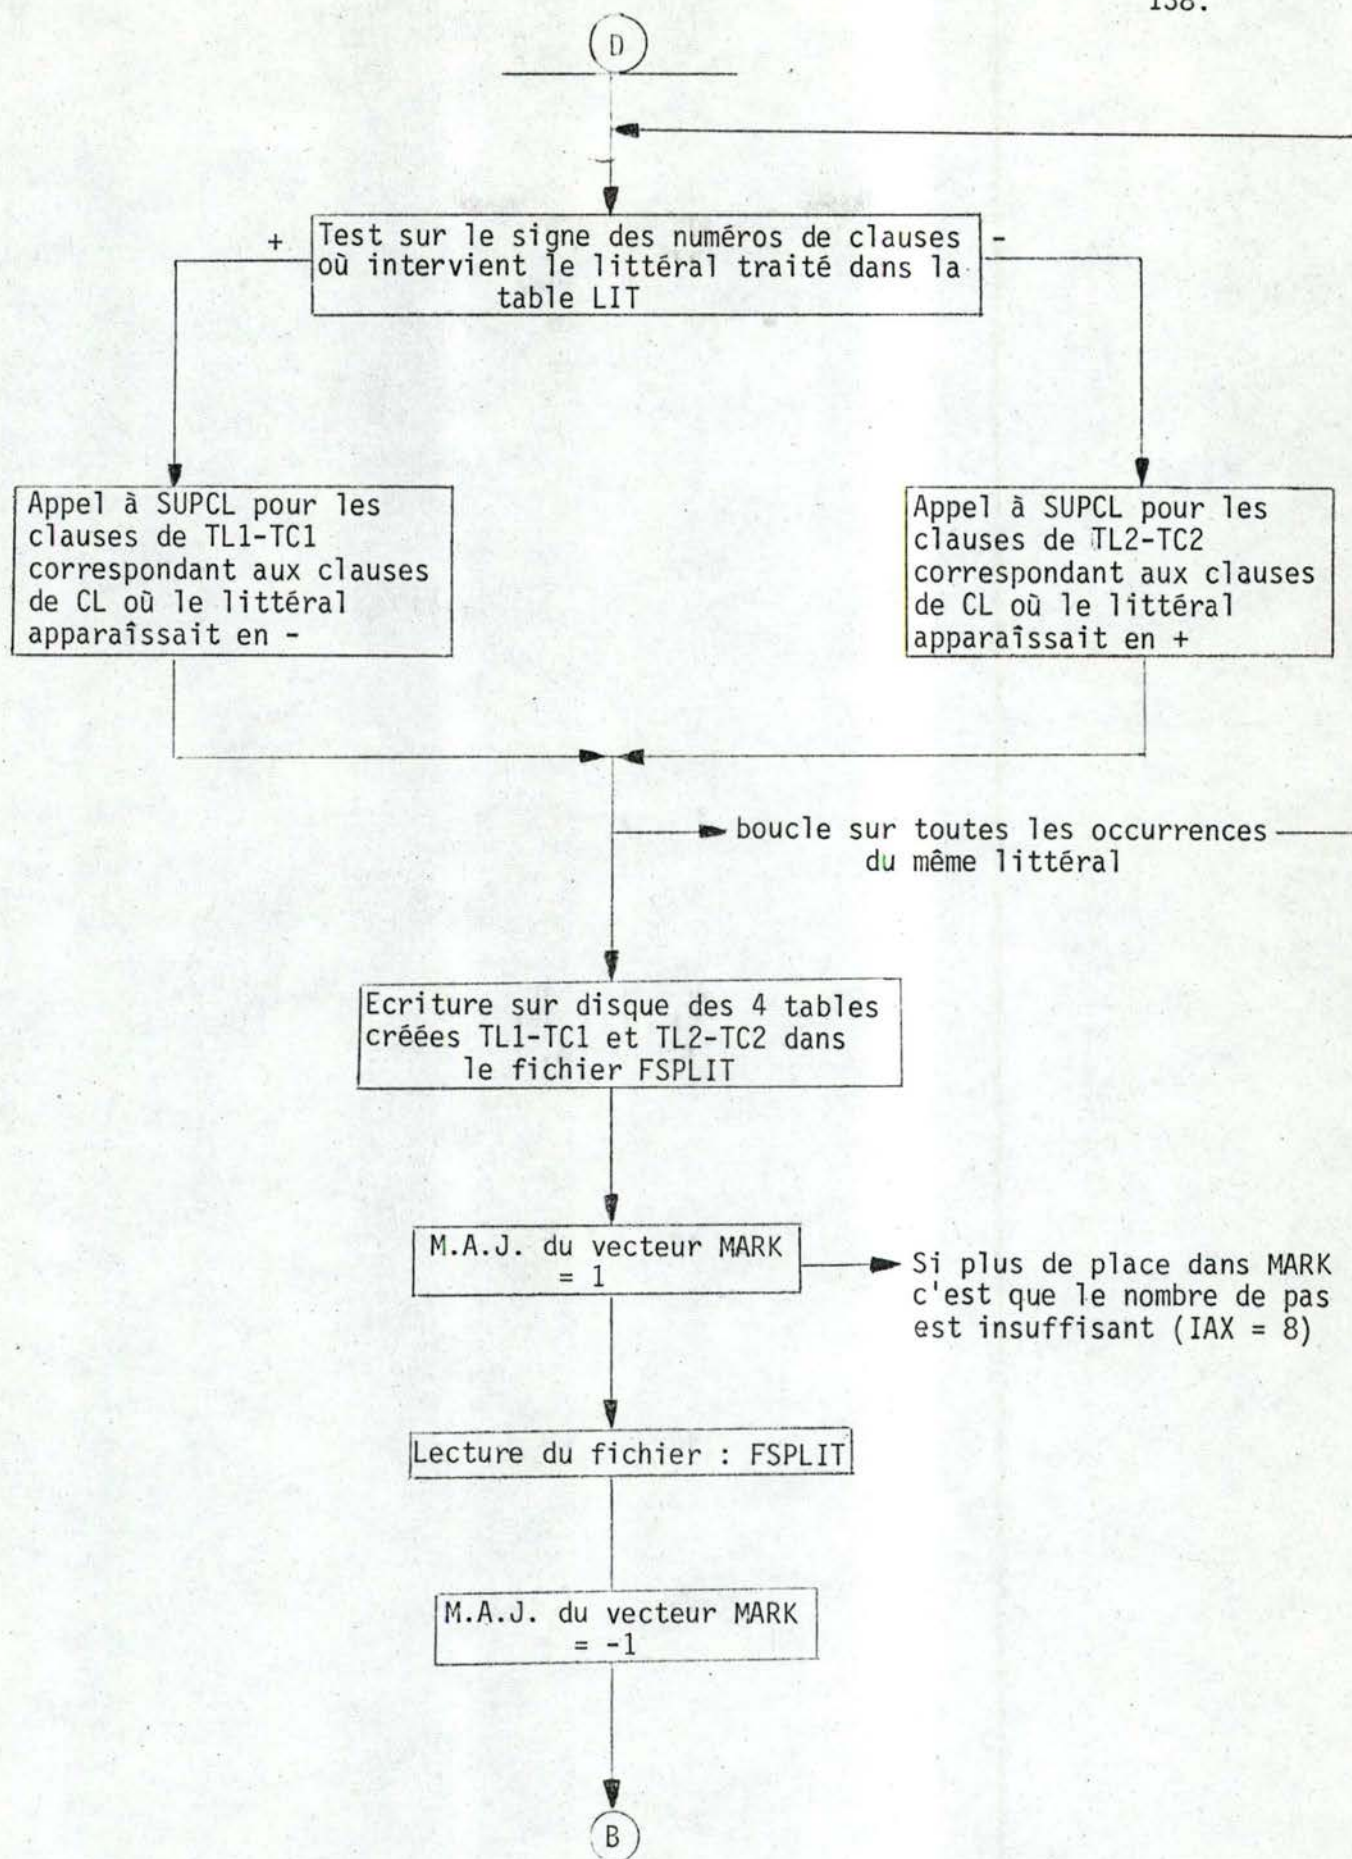 138.
D
+
Test sur le signe des numéros de clauses
où intervient le littéral traité dans la
table LIT
-
Appel à SUPCL pour les
clauses de TL1-TC1
correspondant aux clauses
de CL où le littéral
apparaîssait en -
Appel à SUPCL pour les
clauses de TL2-TC2
correspondant aux clauses
de CL où le littéral
apparaîssait en +
boucle sur toutes les occurrences
du même littéral
Ecriture sur disque des 4 tables
créées TL1-TC1 et TL2-TC2 dans
le fichier FSPLIT
M.A.J. du vecteur MARK
= 1
Si plus de place dans MARK
c'est que le nombre de pas
est insuffisant (IAX = 8)
Lecture du fichier : FSPLIT
M.A.J. du vecteur MARK
= -1
B